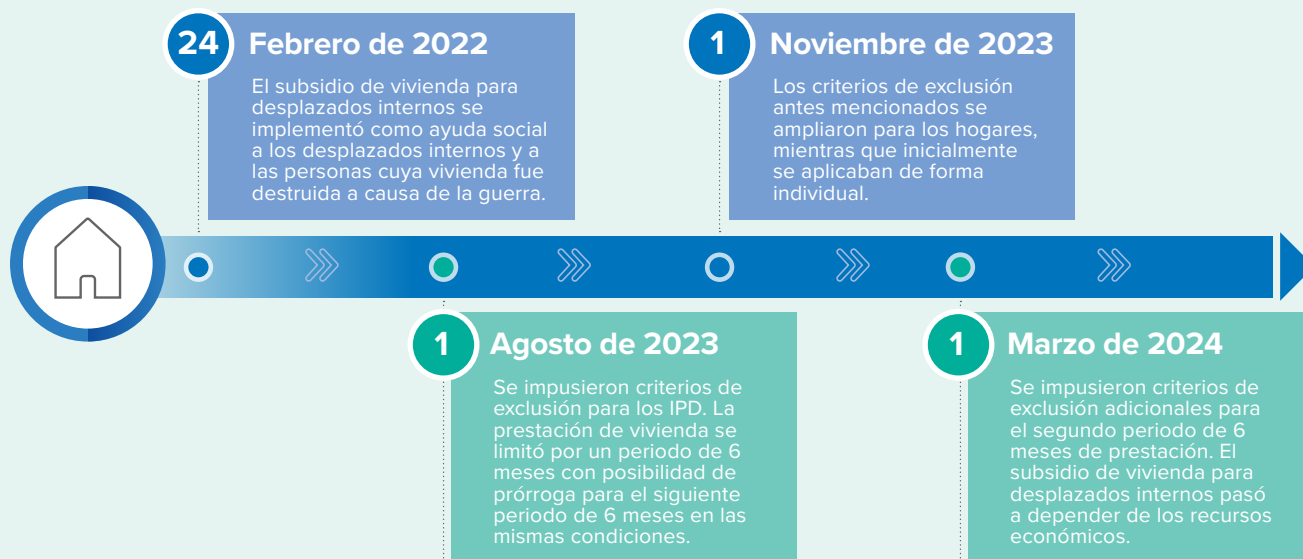 24 Febrero de 2022
El subsidio de vivienda para
desplazados internos se
implementó como ayuda social
a los desplazados internos y a
las personas cuya vivienda fue
destruida a causa de la guerra.
1 Agosto de 2023
Se impusieron criterios de
exclusión para los IPD. La
prestación de vivienda se
limitó por un periodo de 6
meses con posibilidad de
prórroga para el siguiente
periodo de 6 meses en las
mismas condiciones.
1 Noviembre de 2023
Los criterios de exclusión
antes mencionados se
ampliaron para los hogares,
mientras que inicialmente
se aplicaban de forma
individual.
1 Marzo de 2024
Se impusieron criterios de
exclusión adicionales para
el segundo periodo de 6
meses de prestación. El
subsidio de vivienda para
desplazados internos pasó
a depender de los recursos
económicos.